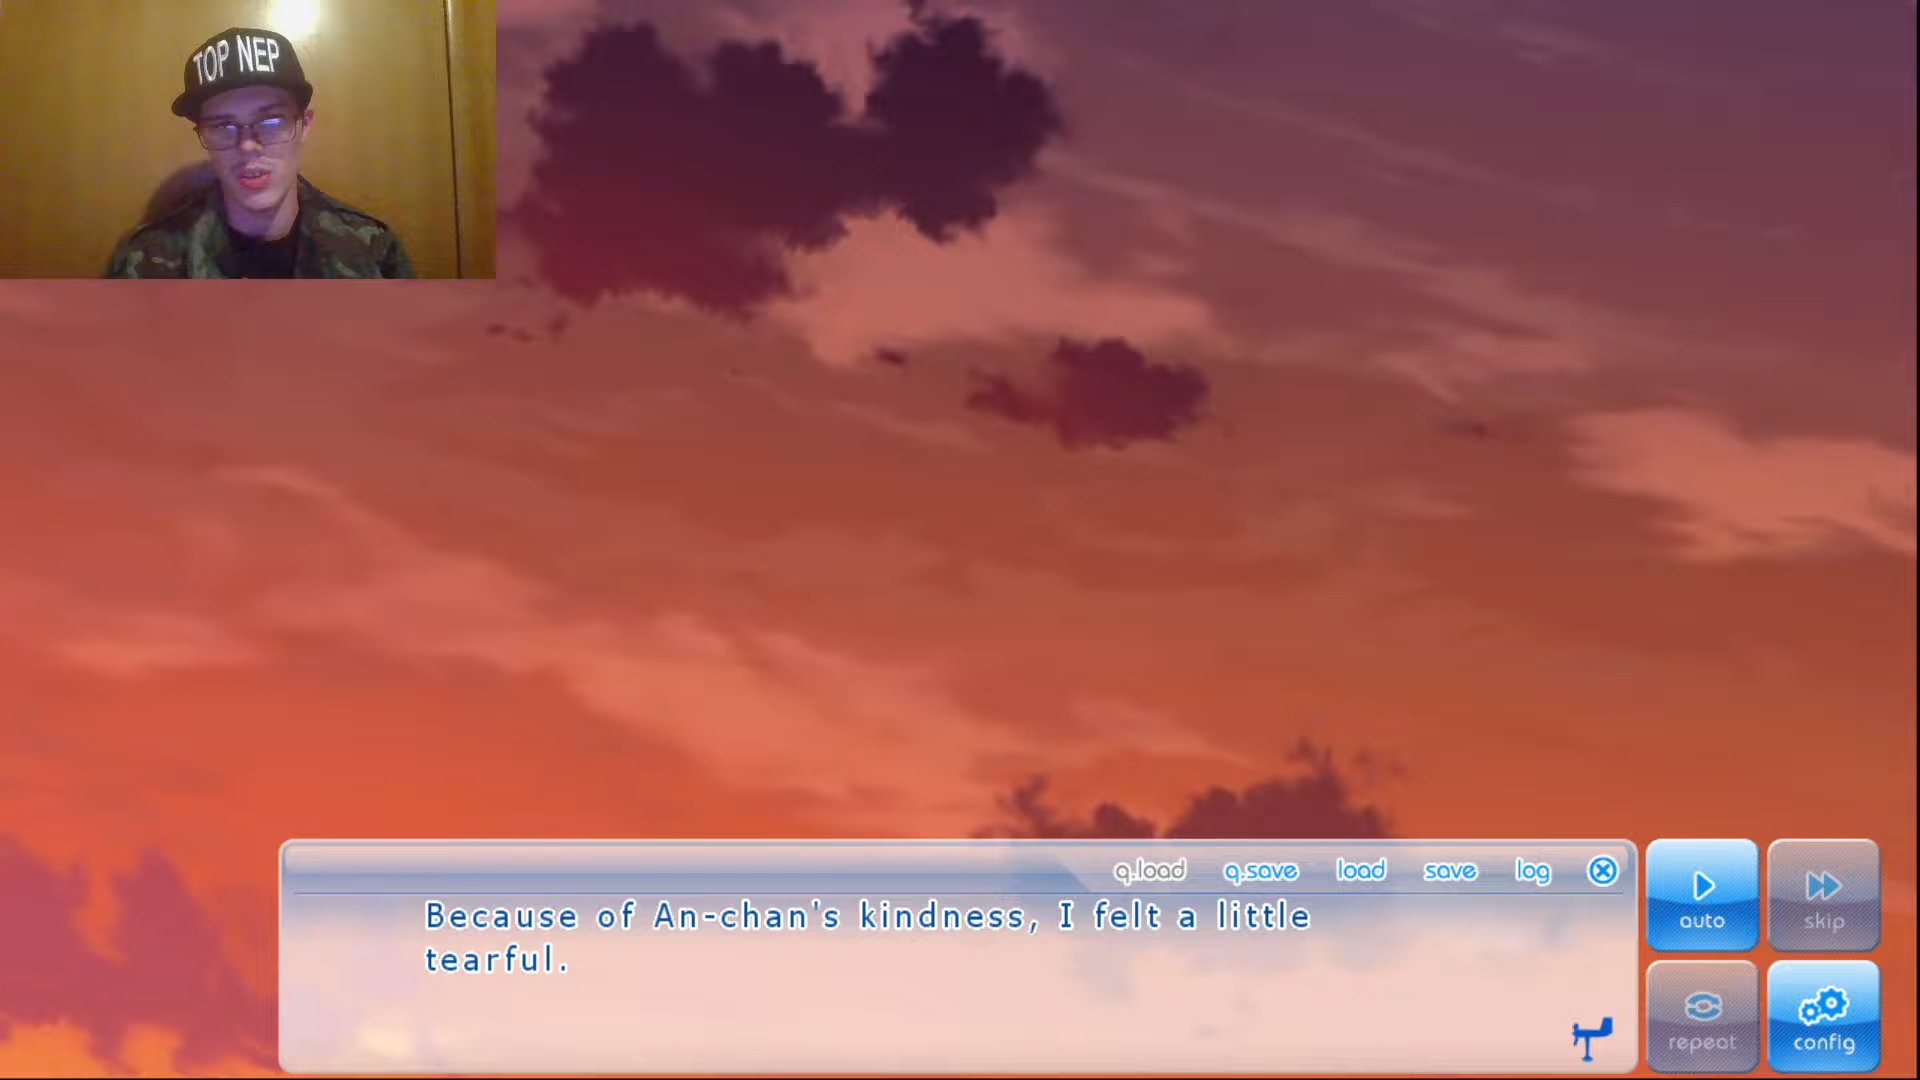 TOP NEP
q.load q.save load save log
Because of An-chan's kindness, I felt a little
tearful.
auto
skip
repeat
config